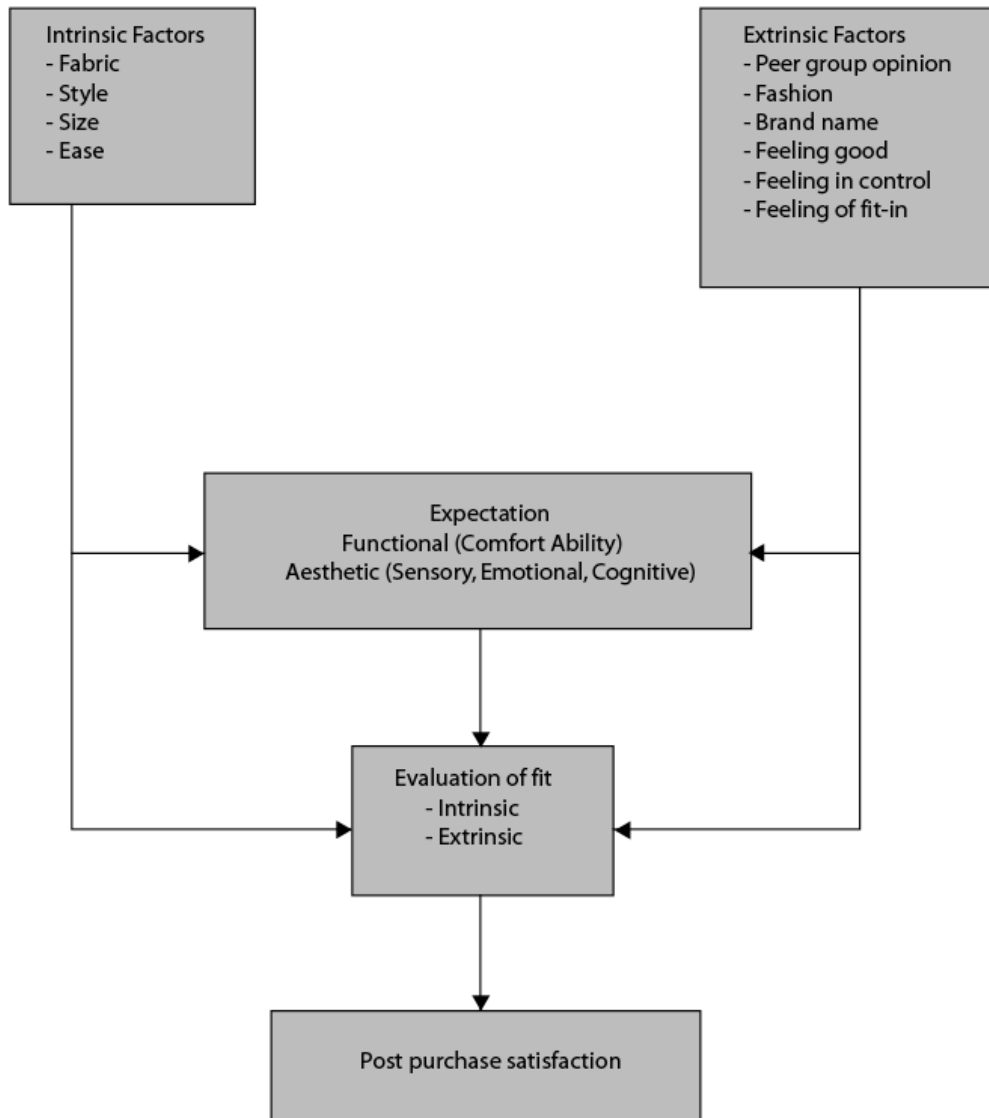 Intrinsic Factors
- Fabric
- Style
- Size
- Ease
Extrinsic Factors
- Peer group opinion
- Fashion
- Brand name
- Feeling good
- Feeling in control
- Feeling of fit-in
Expectation
Functional (Comfort Ability)
Aesthetic (Sensory, Emotional, Cognitive)
Evaluation of fit
- Intrinsic
- Extrinsic
Post purchase satisfaction